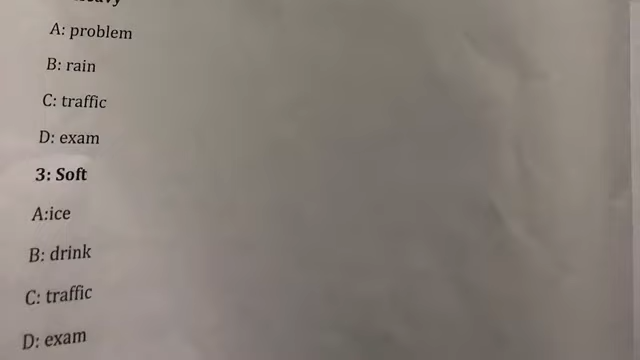 A: problem
B: rain
C: traffic
D: exam
3: Soft
A:ice
B: drink
C: traffic
D: exam